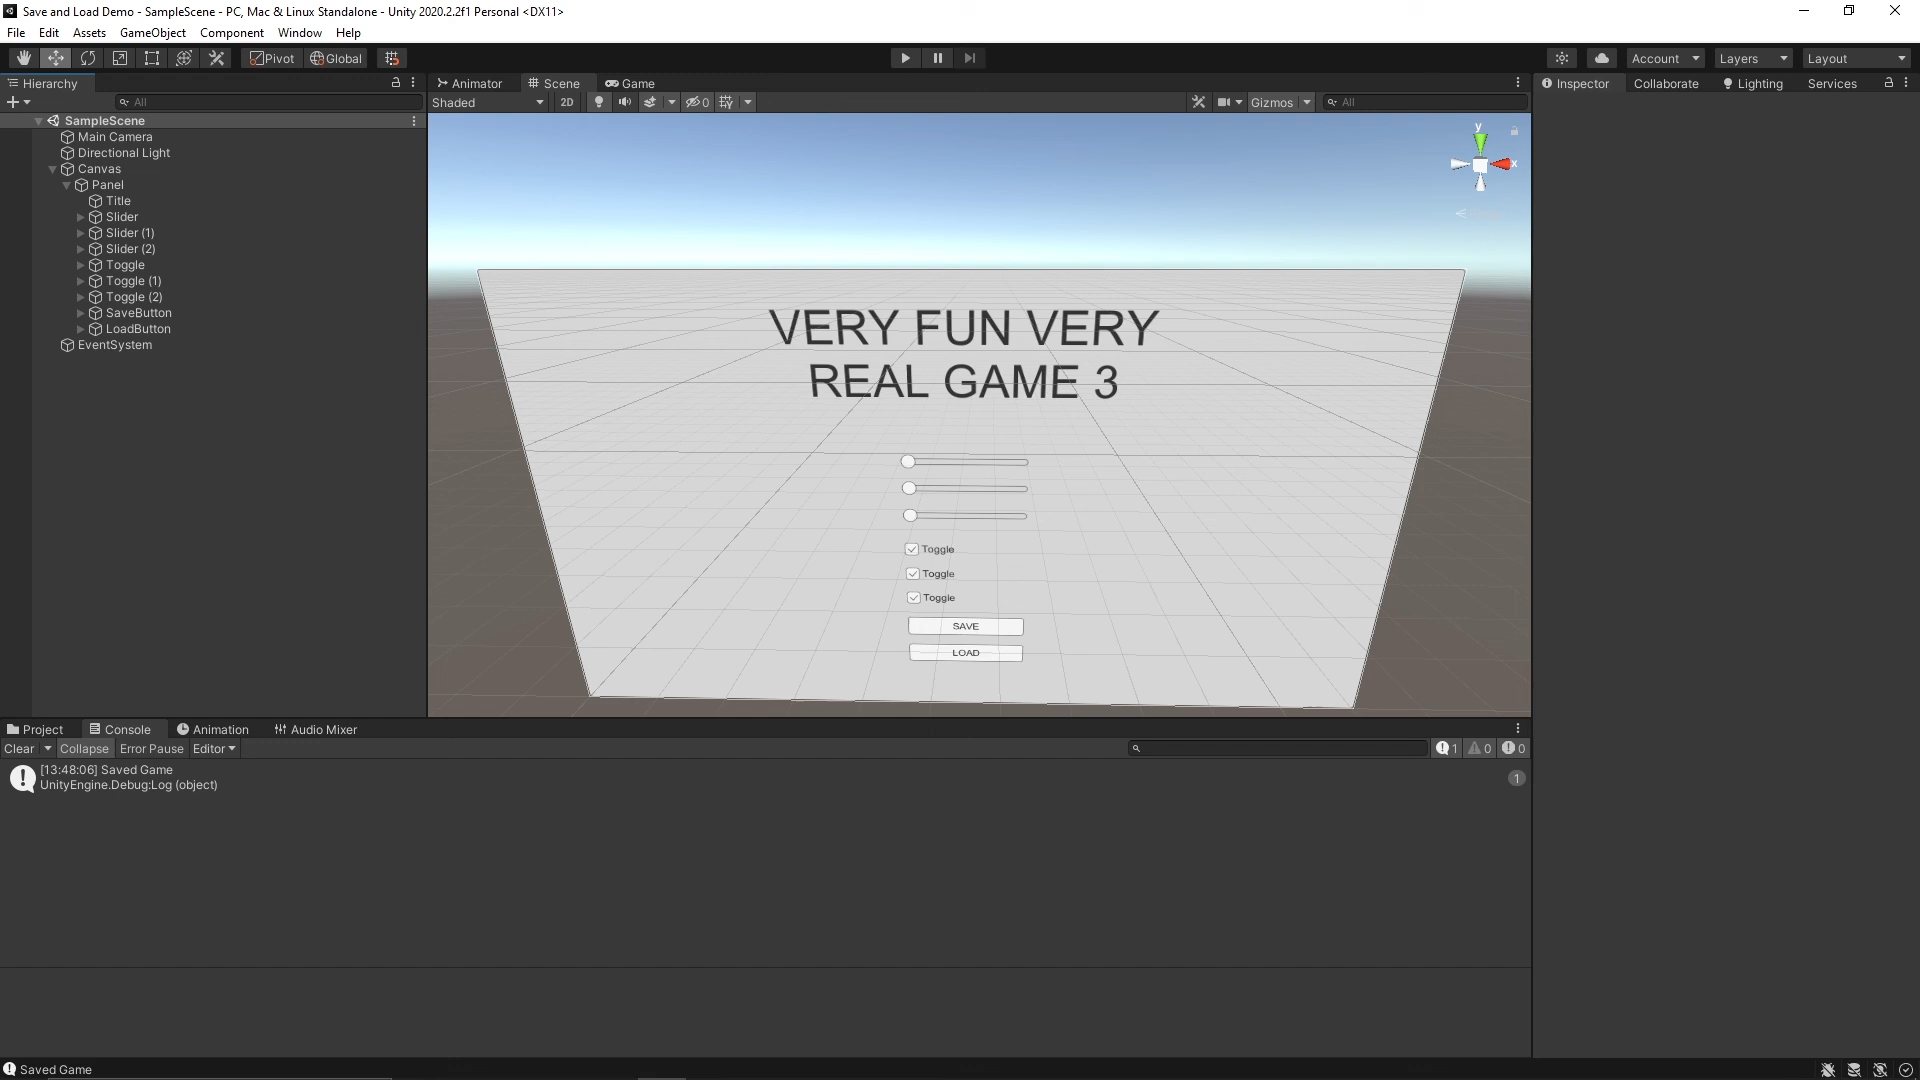 Save and Load Demo - SampleScene - PC, Mac & Linux Standalone - Unity 2020.2.2f1 Personal <DX11>
File Edit Assets GameObject Component Window Help
Pivot Global Account Layers Layout
Hierarchy
All
SampleScene
Main Camera
Directional Light
Canvas
Panel
Title
Slider
Slider (1)
Slider (2)
Toggle
Toggle (1)
Toggle (2)
SaveButton
LoadButton
EventSystem
Animator Scene Game
Shaded 2D 0 Gizmos All
y
x
VERY FUN VERY
REAL GAME 3
Toggle
Toggle
Toggle
SAVE
LOAD
Inspector Collaborate Lighting Services
Project Console Animation Audio Mixer
Clear Collapse Error Pause Editor 1 0 0
[13:48:06] Saved Game
UnityEngine.Debug:Log (object)
1
Saved Game